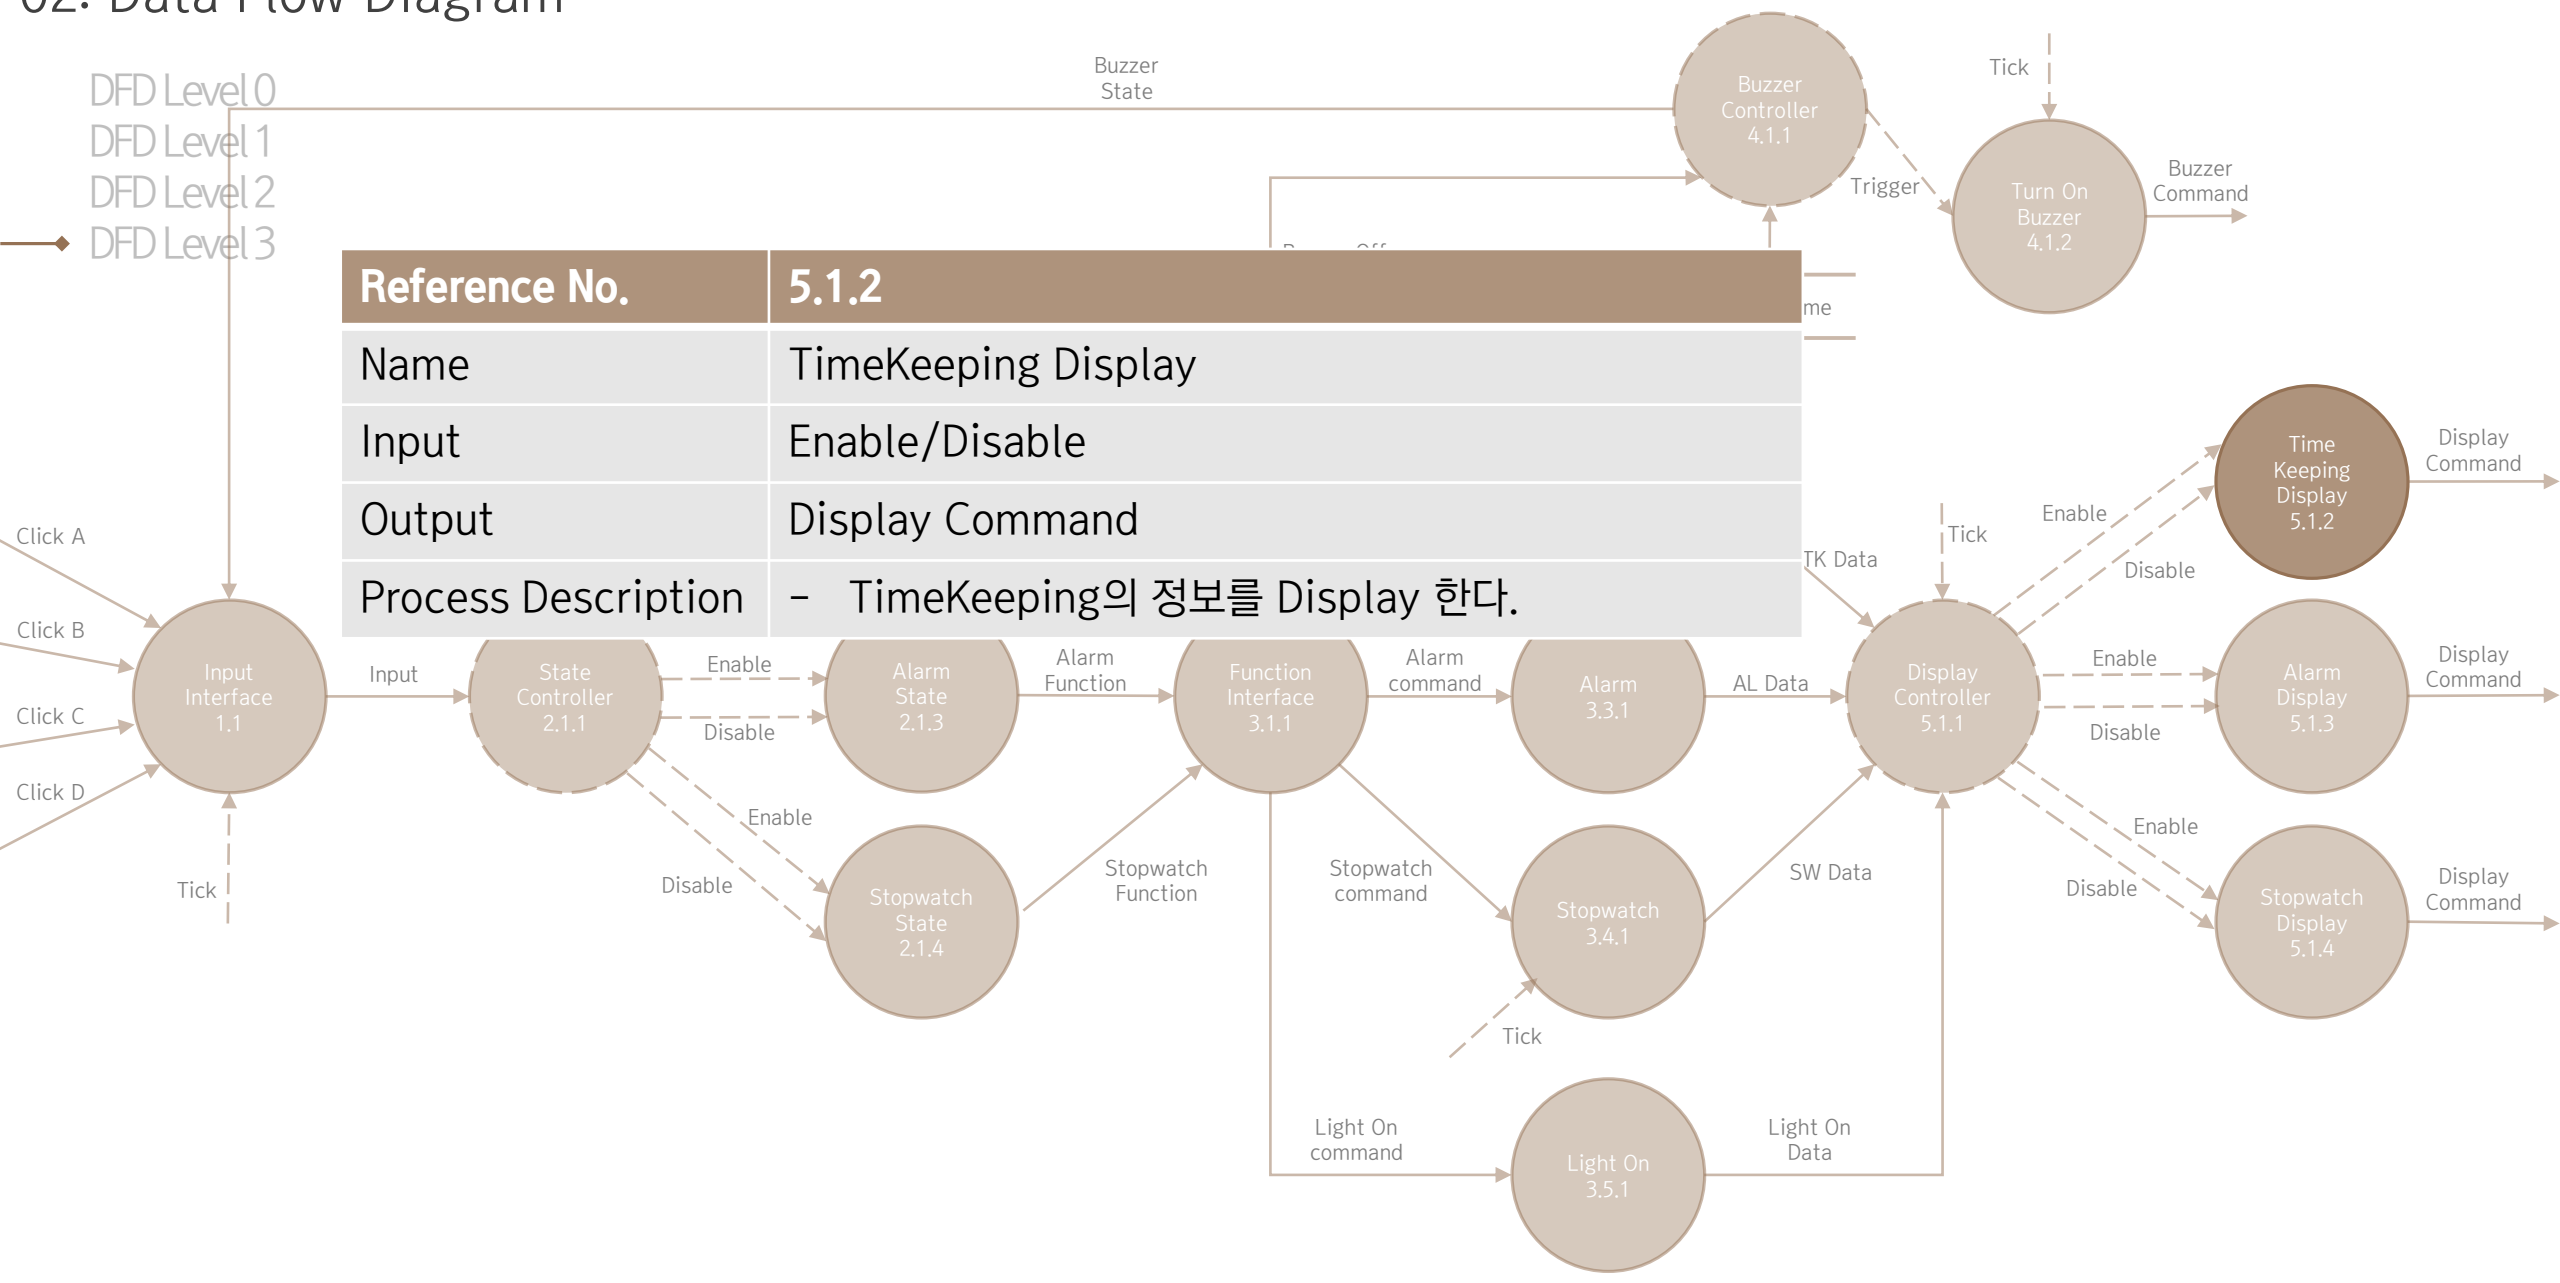 02. Data Flow Diagram
DFD Level 0
DFD Level 1
DFD Level 2
DFD Level 3
Buzzer
State
Buzzer
Controller
4.1.1
Tick
Trigger
Turn On
Buzzer
4.1.2
Buzzer
Command
Reference No. 5.1.2
Name TimeKeeping Display
Input Enable/Disable
Output Display Command
Process Description - TimeKeeping의 정보를 Display 한다.
me
TK Data
Tick
Enable
Disable
Time
Keeping
Display
5.1.2
Display
Command
Click A
Click B
Click C
Click D
Input
Interface
1.1
Tick
Input
State
Controller
2.1.1
Enable
Disable
Alarm
State
2.1.3
Alarm
Function
Function
Interface
3.1.1
Alarm
command
Alarm
3.3.1
AL Data
Display
Controller
5.1.1
Enable
Disable
Alarm
Display
5.1.3
Display
Command
Enable
Disable
Stopwatch
State
2.1.4
Stopwatch
Function
Stopwatch
command
Stopwatch
3.4.1
Tick
SW Data
Enable
Disable
Stopwatch
Display
5.1.4
Display
Command
Light On
command
Light On
3.5.1
Light On
Data